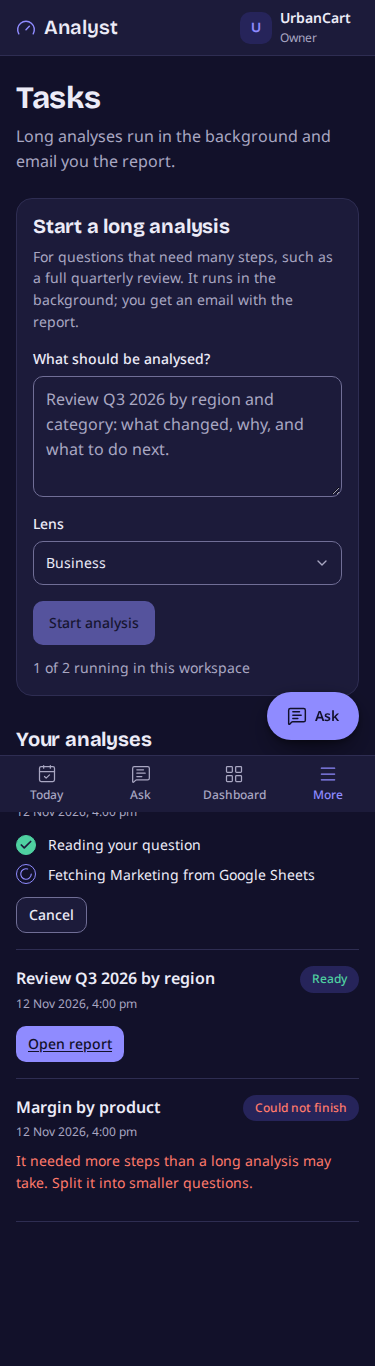 Analyst
U
UrbanCart
Owner
Tasks
Long analyses run in the background and
email you the report.
Start a long analysis
For questions that need many steps, such as
a full quarterly review. It runs in the
background; you get an email with the
report.
What should be analysed?
Review Q3 2026 by region and
category: what changed, why, and
what to do next.
Lens
Business
Start analysis
1 of 2 running in this workspace
Ask
Your analyses
Today
Ask
Dashboard
More
12 Nov 2026, 4:00 pm
Reading your question
Fetching Marketing from Google Sheets
Cancel
Review Q3 2026 by region
Ready
12 Nov 2026, 4:00 pm
Open report
Margin by product
Could not finish
12 Nov 2026, 4:00 pm
It needed more steps than a long analysis may
take. Split it into smaller questions.